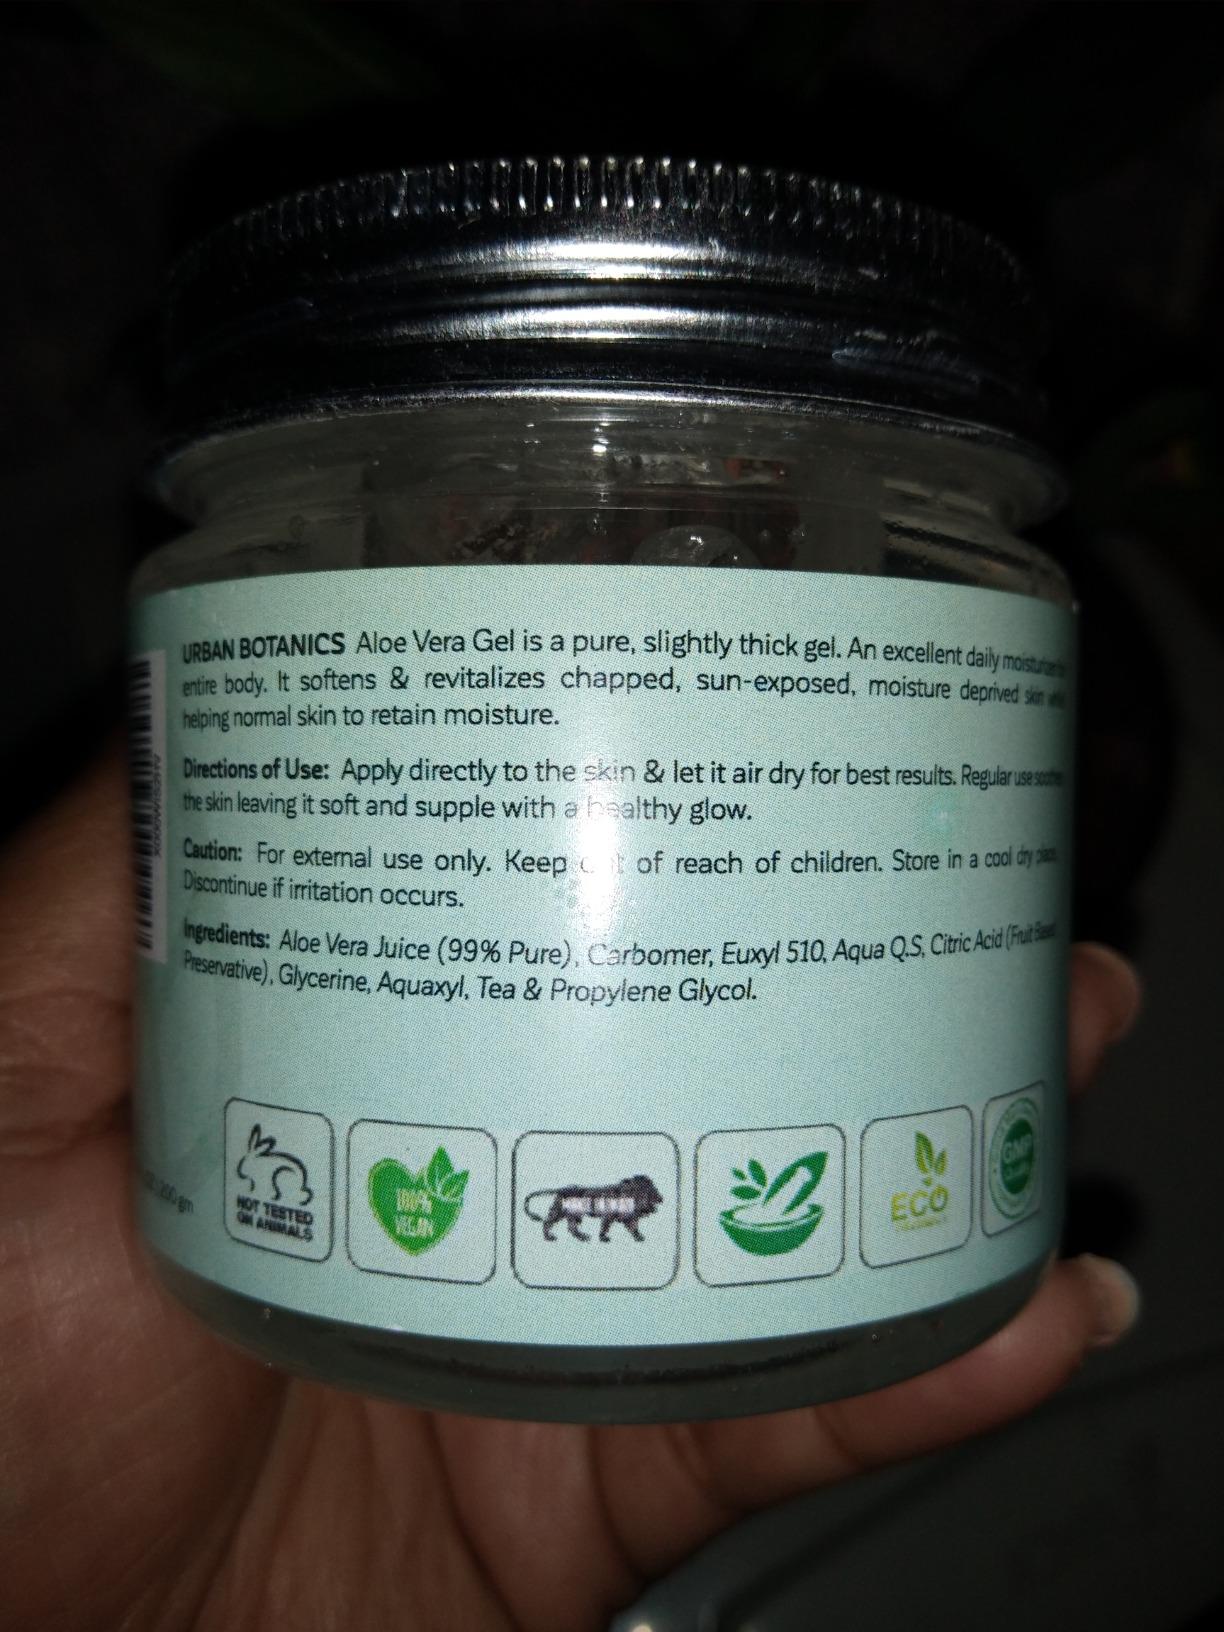 URBAN BOTANICS Aloe Vera Gel is a pure, slightly thick gel. An excellent daily moisturizer
entire body. It softens & revitalizes chapped, sun-exposed, moisture deprived skin
helping normal skin to retain moisture.
Directions of Use: Apply directly to the skin & let it air dry for best results. Regular use soothes
the skin leaving it soft and supple with a healthy glow.
Caution: For external use only. Keep out of reach of children. Store in a cool dry place.
Discontinue if irritation occurs.
Ingredients: Aloe Vera Juice (99% Pure), Carbomer, Euxyl 510, Aqua Q.S, Citric Acid (Fruit Based
Preservative), Glycerine, Aquaxyl, Tea & Propylene Glycol.
200 gm
NOT TESTED
ON ANIMALS
100%
VEGAN
ECO
GMP